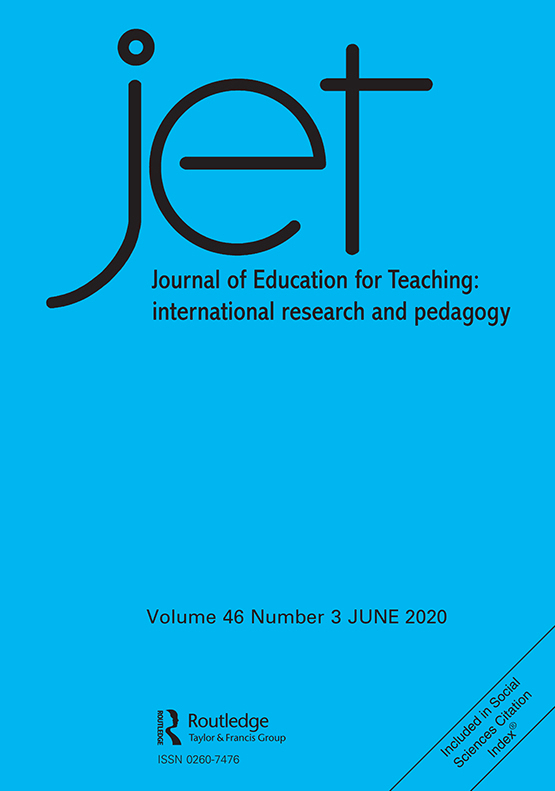 jet
Journal of Education for Teaching:
international research and pedagogy
Volume 46 Number 3 JUNE 2020
Included in Social
Sciences Citation
Index®
ROUTLEDGE
Routledge
Taylor & Francis Group
ISSN 0260-7476